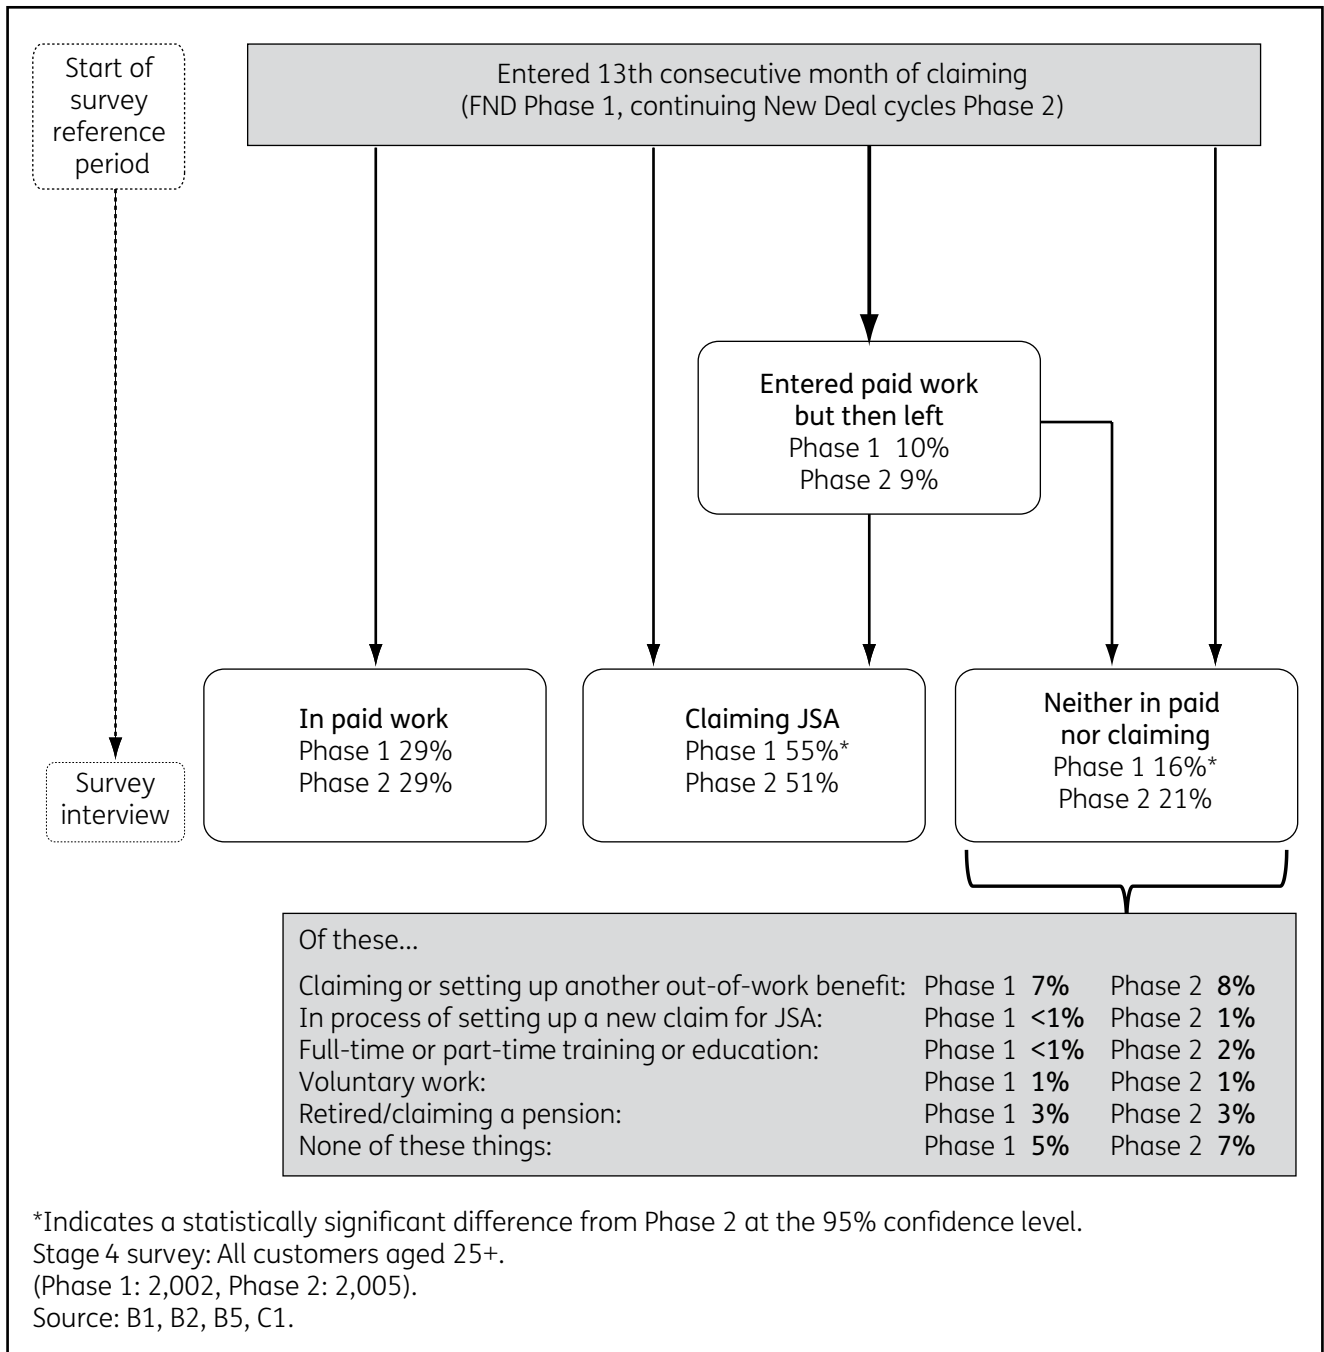 Start of
survey
reference
period
Entered 13th consecutive month of claiming
(FND Phase 1, continuing New Deal cycles Phase 2)
Entered paid work
but then left
Phase 1 10%
Phase 2 9%
In paid work
Phase 1 29%
Phase 2 29%
Claiming JSA
Phase 1 55%*
Phase 2 51%
Neither in paid
nor claiming
Phase 1 16%*
Phase 2 21%
Survey
interview
Of these...
Claiming or setting up another out-of-work benefit: Phase 1 7% Phase 2 8%
In process of setting up a new claim for JSA: Phase 1 <1% Phase 2 1%
Full-time or part-time training or education: Phase 1 <1% Phase 2 2%
Voluntary work: Phase 1 1% Phase 2 1%
Retired/claiming a pension: Phase 1 3% Phase 2 3%
None of these things: Phase 1 5% Phase 2 7%
*Indicates a statistically significant difference from Phase 2 at the 95% confidence level.
Stage 4 survey: All customers aged 25+.
(Phase 1: 2,002, Phase 2: 2,005).
Source: B1, B2, B5, C1.